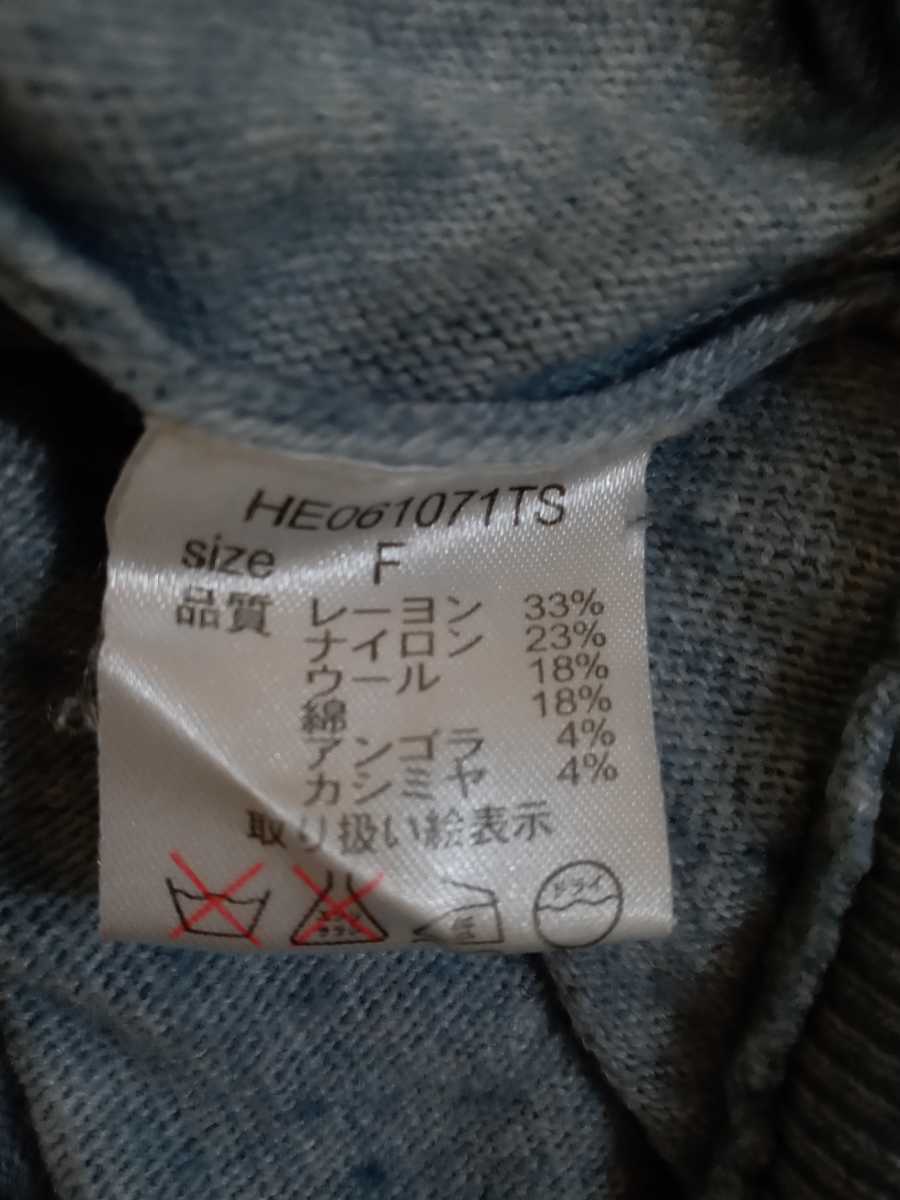 HE061071TS
size F
品質 レーヨン 33%
ナイロン 23%
ウール 18%
綿 18%
アンゴラ 4%
カシミヤ 4%
取り扱い絵表示
ドライ